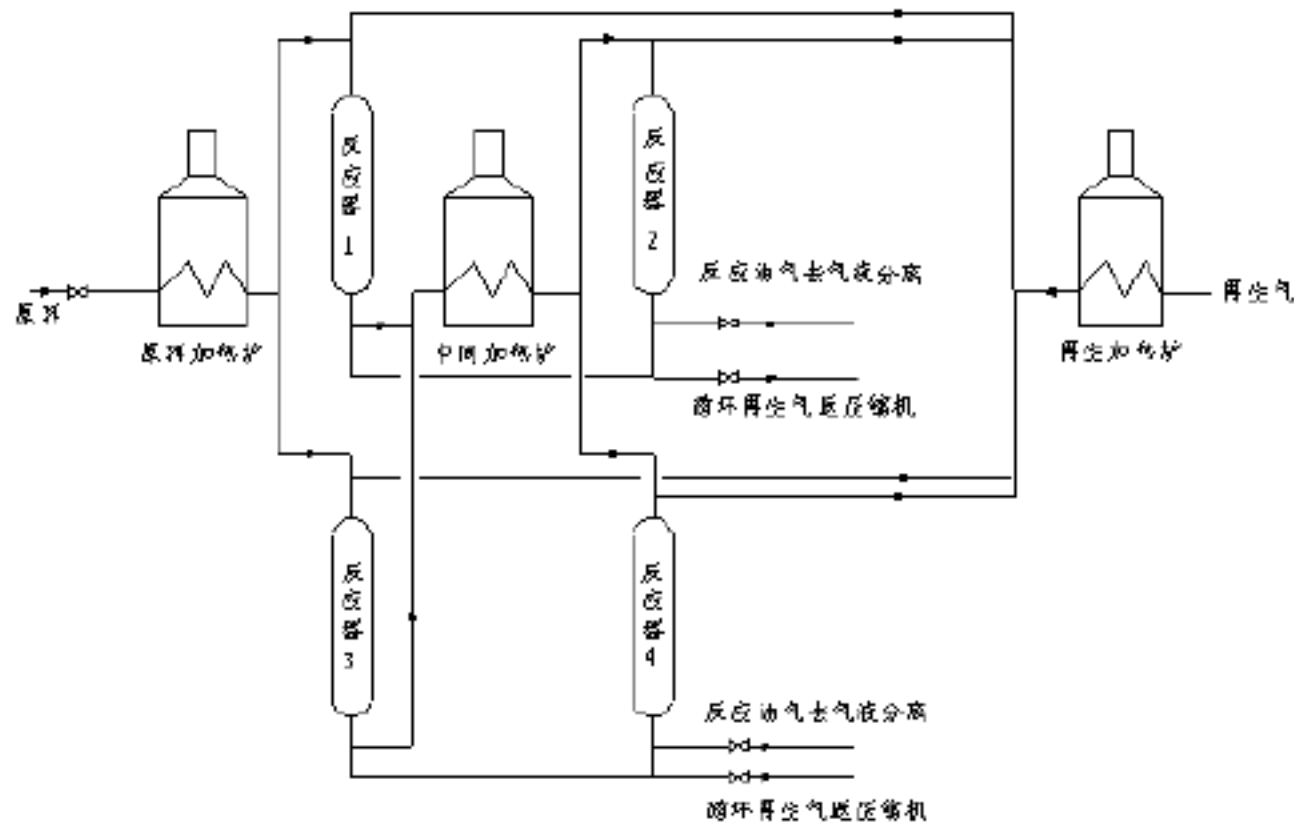 反应器1
反应器2
反应油气去气液分离
原料
再生气
原料加热炉
中间加热炉
再生加热炉
循环再生气返压缩机
反应器3
反应器4
反应油气去气液分离
循环再生气返压缩机